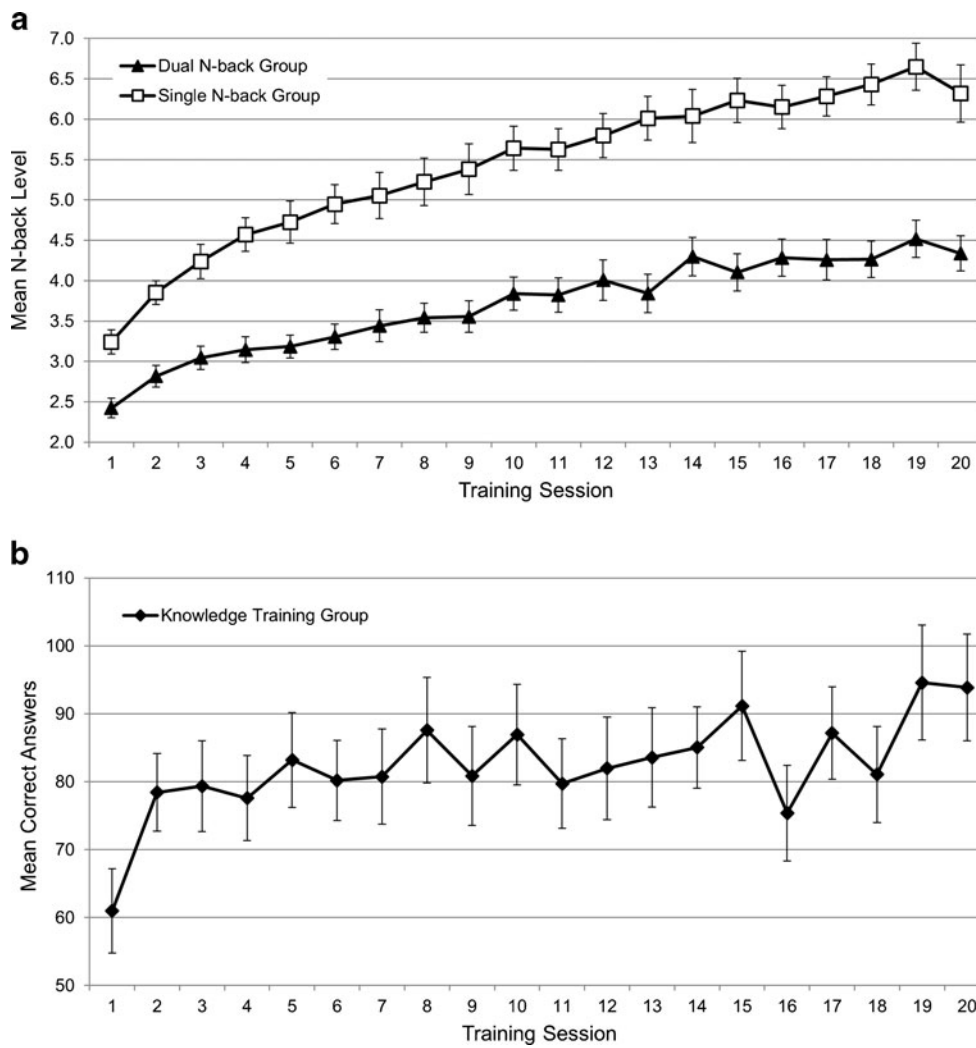 a
7.0
6.5
6.0
5.5
5.0
4.5
4.0
3.5
3.0
2.5
2.0
Mean N-back Level
Dual N-back Group
Single N-back Group
1 2 3 4 5 6 7 8 9 10 11 12 13 14 15 16 17 18 19 20
Training Session
b
110
100
90
80
70
60
50
Mean Correct Answers
Knowledge Training Group
1 2 3 4 5 6 7 8 9 10 11 12 13 14 15 16 17 18 19 20
Training Session